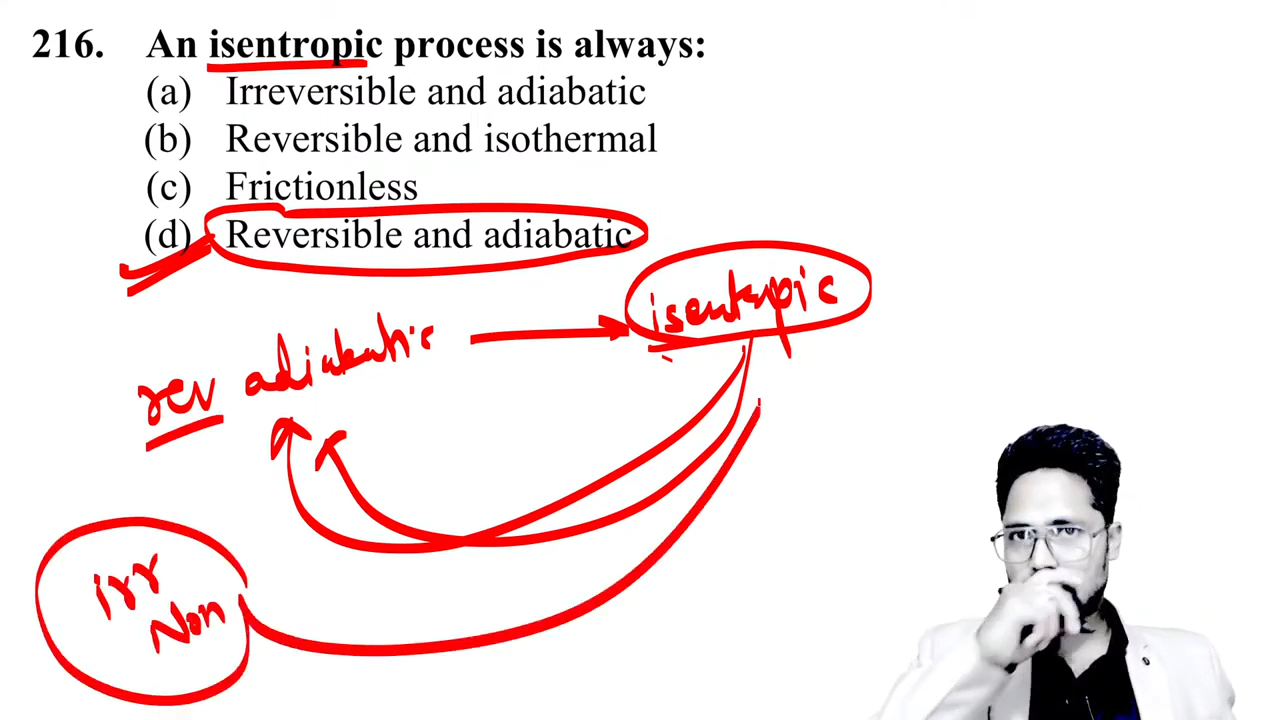 216. An isentropic process is always:
(a) Irreversible and adiabatic
(b) Reversible and isothermal
(c) Frictionless
(d) Reversible and adiabatic
isentropic
rev adiabatic
irr
Non